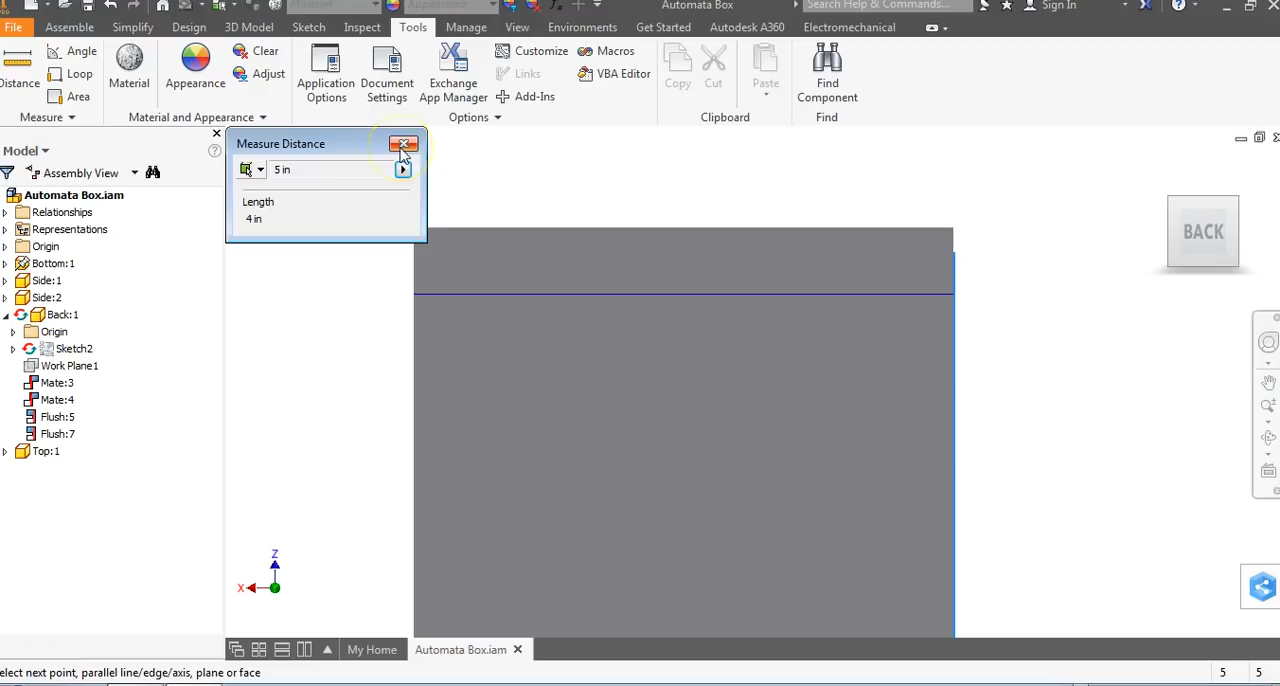 Material
Appearance
Automata Box
Search Help & Commands...
Sign In
File
Assemble
Simplify
Design
3D Model
Sketch
Inspect
Tools
Manage
View
Environments
Get Started
Autodesk A360
Electromechanical
Distance
Angle
Loop
Area
Measure
Material
Appearance
Clear
Adjust
Material and Appearance
Application
Options
Document
Settings
Exchange
App Manager
Customize
Links
Add-Ins
Macros
VBA Editor
Options
Copy
Cut
Paste
Clipboard
Find
Component
Find
Model
Assembly View
Automata Box.iam
Relationships
Representations
Origin
Bottom:1
Side:1
Side:2
Back:1
Origin
Sketch2
Work Plane1
Mate:3
Mate:4
Flush:5
Flush:7
Top:1
Measure Distance
5 in
Length
4 in
BACK
Z
X
My Home
Automata Box.iam
elect next point, parallel line/edge/axis, plane or face
5
5